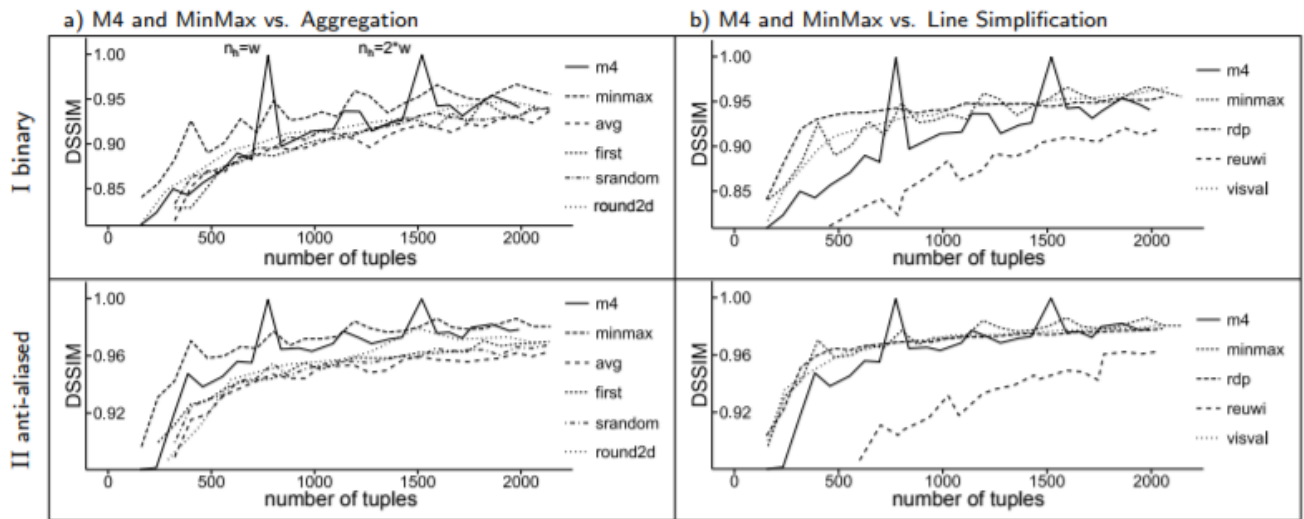 a) M4 and MinMax vs. Aggregation
b) M4 and MinMax vs. Line Simplification
I binary
DSSIM
1.00
0.95
0.90
0.85
nh=w
nh=2*w
m4
minmax
avg
first
srandom
round2d
0
500
1000
1500
2000
number of tuples
DSSIM
1.00
0.95
0.90
0.85
m4
minmax
rdp
reuwi
visval
0
500
1000
1500
2000
number of tuples
II anti-aliased
DSSIM
1.00
0.96
0.92
m4
minmax
avg
first
srandom
round2d
0
500
1000
1500
2000
number of tuples
DSSIM
1.00
0.96
0.92
m4
minmax
rdp
reuwi
visval
0
500
1000
1500
2000
number of tuples